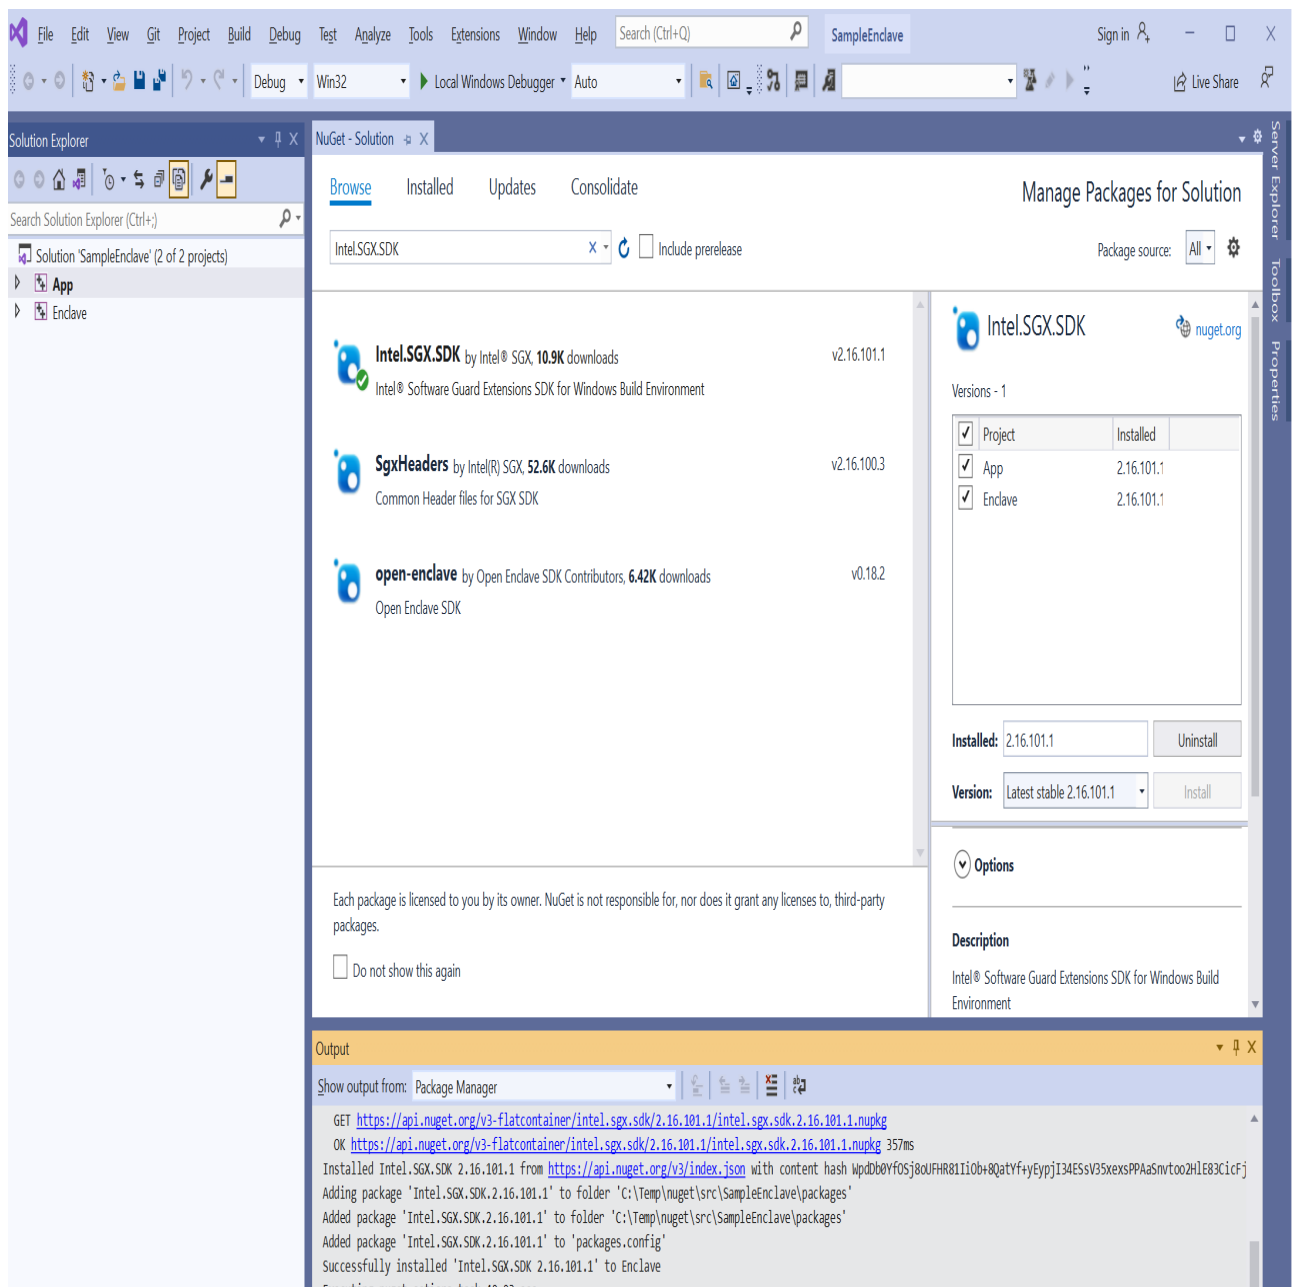 File Edit View Git Project Build Debug Test Analyze Tools Extensions Window Help Search (Ctrl+Q) SampleEnclave Sign in
Debug Win32 Local Windows Debugger Auto Live Share
Solution Explorer
Search Solution Explorer (Ctrl+;)
Solution 'SampleEnclave' (2 of 2 projects)
App
Enclave
NuGet - Solution
Browse Installed Updates Consolidate
Manage Packages for Solution
Intel.SGX.SDK
Include prerelease
Package source: All
Intel.SGX.SDK by Intel® SGX, 10.9K downloads v2.16.101.1
Intel® Software Guard Extensions SDK for Windows Build Environment
SgxHeaders by Intel(R) SGX, 52.6K downloads v2.16.100.3
Common Header files for SGX SDK
open-enclave by Open Enclave SDK Contributors, 6.42K downloads v0.18.2
Open Enclave SDK
Each package is licensed to you by its owner. NuGet is not responsible for, nor does it grant any licenses to, third-party
packages.
Do not show this again
Intel.SGX.SDK nuget.org
Versions - 1
Project Installed
App 2.16.101.1
Enclave 2.16.101.1
Installed: 2.16.101.1 Uninstall
Version: Latest stable 2.16.101.1 Install
Options
Description
Intel® Software Guard Extensions SDK for Windows Build
Environment
Server Explorer
Toolbox
Properties
Output
Show output from: Package Manager
GET https://api.nuget.org/v3-flatcontainer/intel.sgx.sdk/2.16.101.1/intel.sgx.sdk.2.16.101.1.nupkg
OK https://api.nuget.org/v3-flatcontainer/intel.sgx.sdk/2.16.101.1/intel.sgx.sdk.2.16.101.1.nupkg 357ms
Installed Intel.SGX.SDK 2.16.101.1 from https://api.nuget.org/v3/index.json with content hash
Adding package 'Intel.SGX.SDK.2.16.101.1' to folder 'C:\Temp\nuget\src\SampleEnclave\packages'
Added package 'Intel.SGX.SDK.2.16.101.1' to folder 'C:\Temp\nuget\src\SampleEnclave\packages'
Added package 'Intel.SGX.SDK.2.16.101.1' to 'packages.config'
Successfully installed 'Intel.SGX.SDK 2.16.101.1' to Enclave